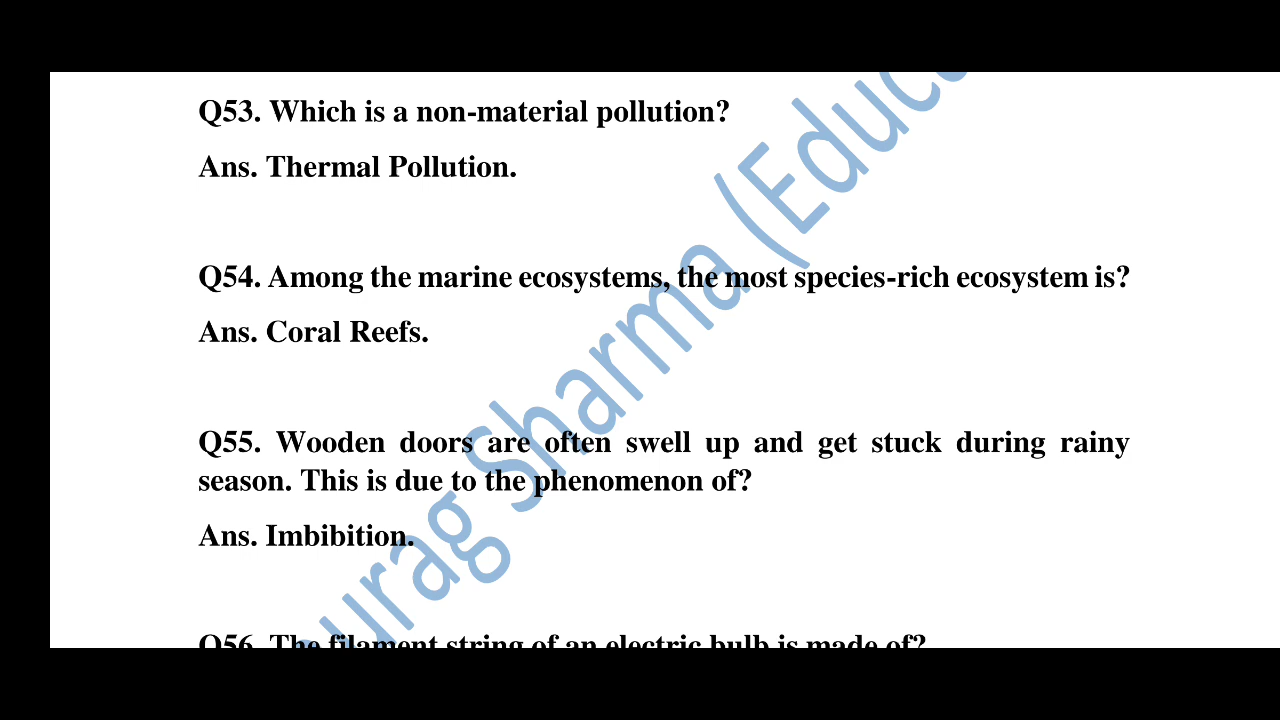 Q53. Which is a non-material pollution?
Ans. Thermal Pollution.
Q54. Among the marine ecosystems, the most species-rich ecosystem is?
Ans. Coral Reefs.
Q55. Wooden doors are often swell up and get stuck during rainy
season. This is due to the phenomenon of?
Ans. Imbibition.
Q56. The filament string of an electric bulb is made of?
Sharma